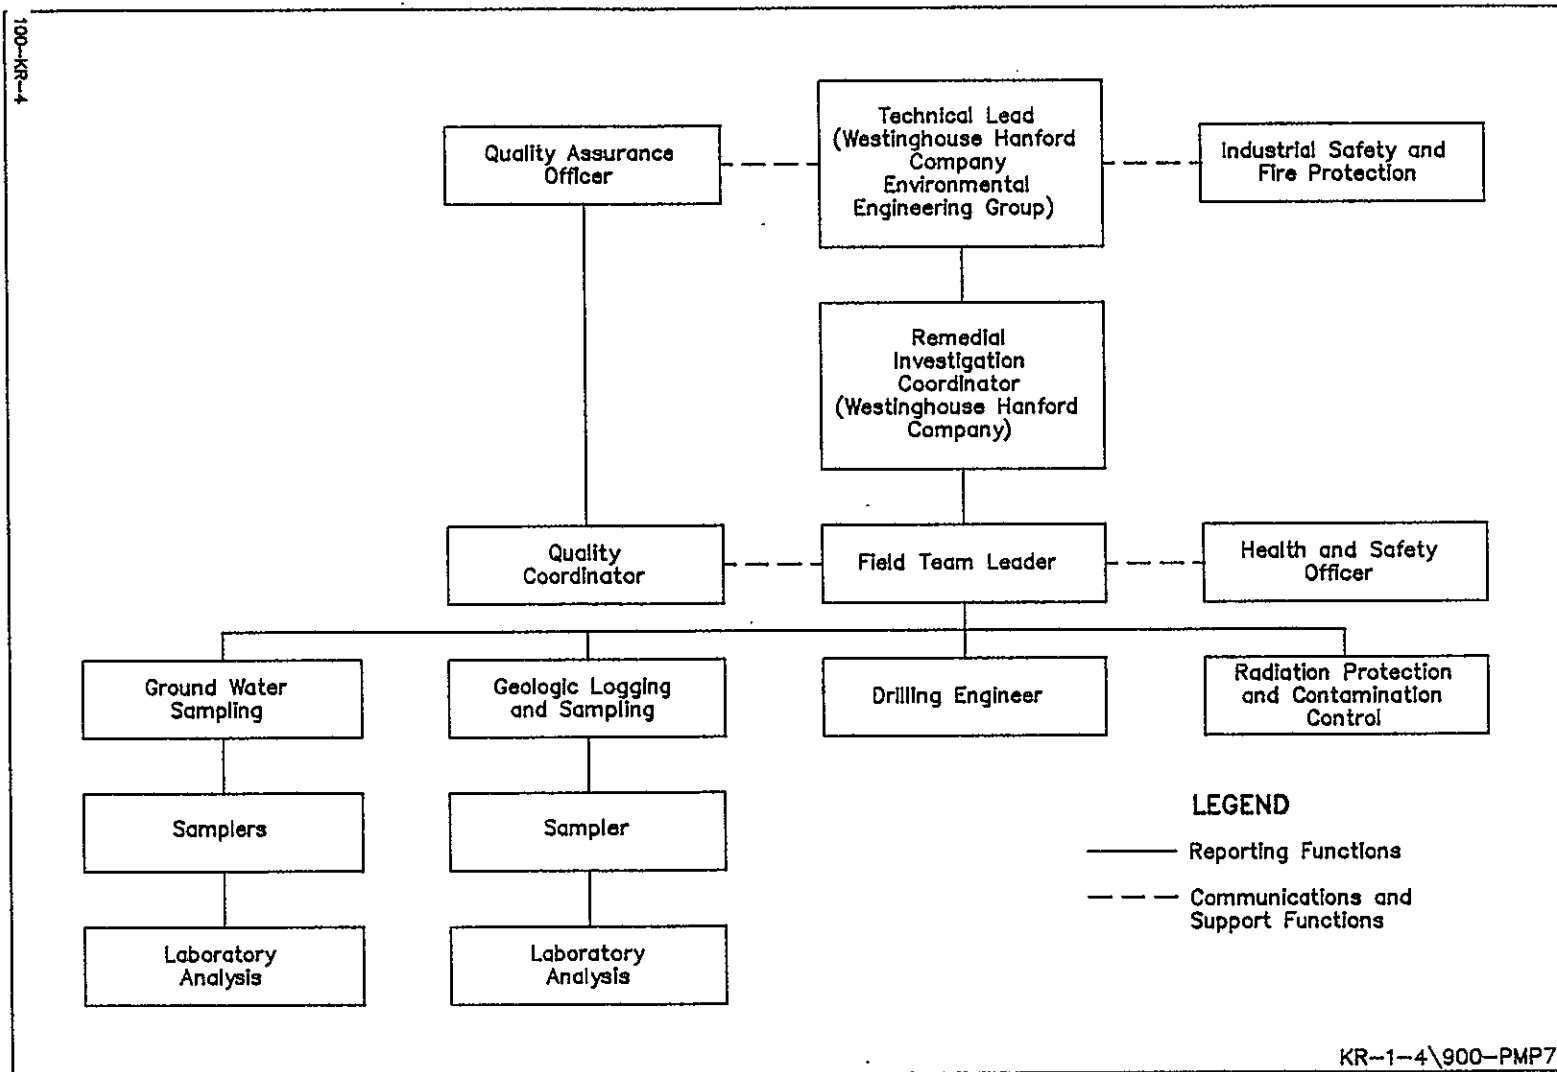 100-KR-4
Technical Lead
(Westinghouse Hanford
Company
Environmental
Engineering Group)
Quality Assurance
Officer
Industrial Safety and
Fire Protection
Remedial
Investigation
Coordinator
(Westinghouse Hanford
Company)
Quality
Coordinator
Field Team Leader
Health and Safety
Officer
Ground Water
Sampling
Geologic Logging
and Sampling
Drilling Engineer
Radiation Protection
and Contamination
Control
Samplers
Sampler
Laboratory
Analysis
Laboratory
Analysis
LEGEND
Reporting Functions
Communications and
Support Functions
KR-1-4\900-PMP7